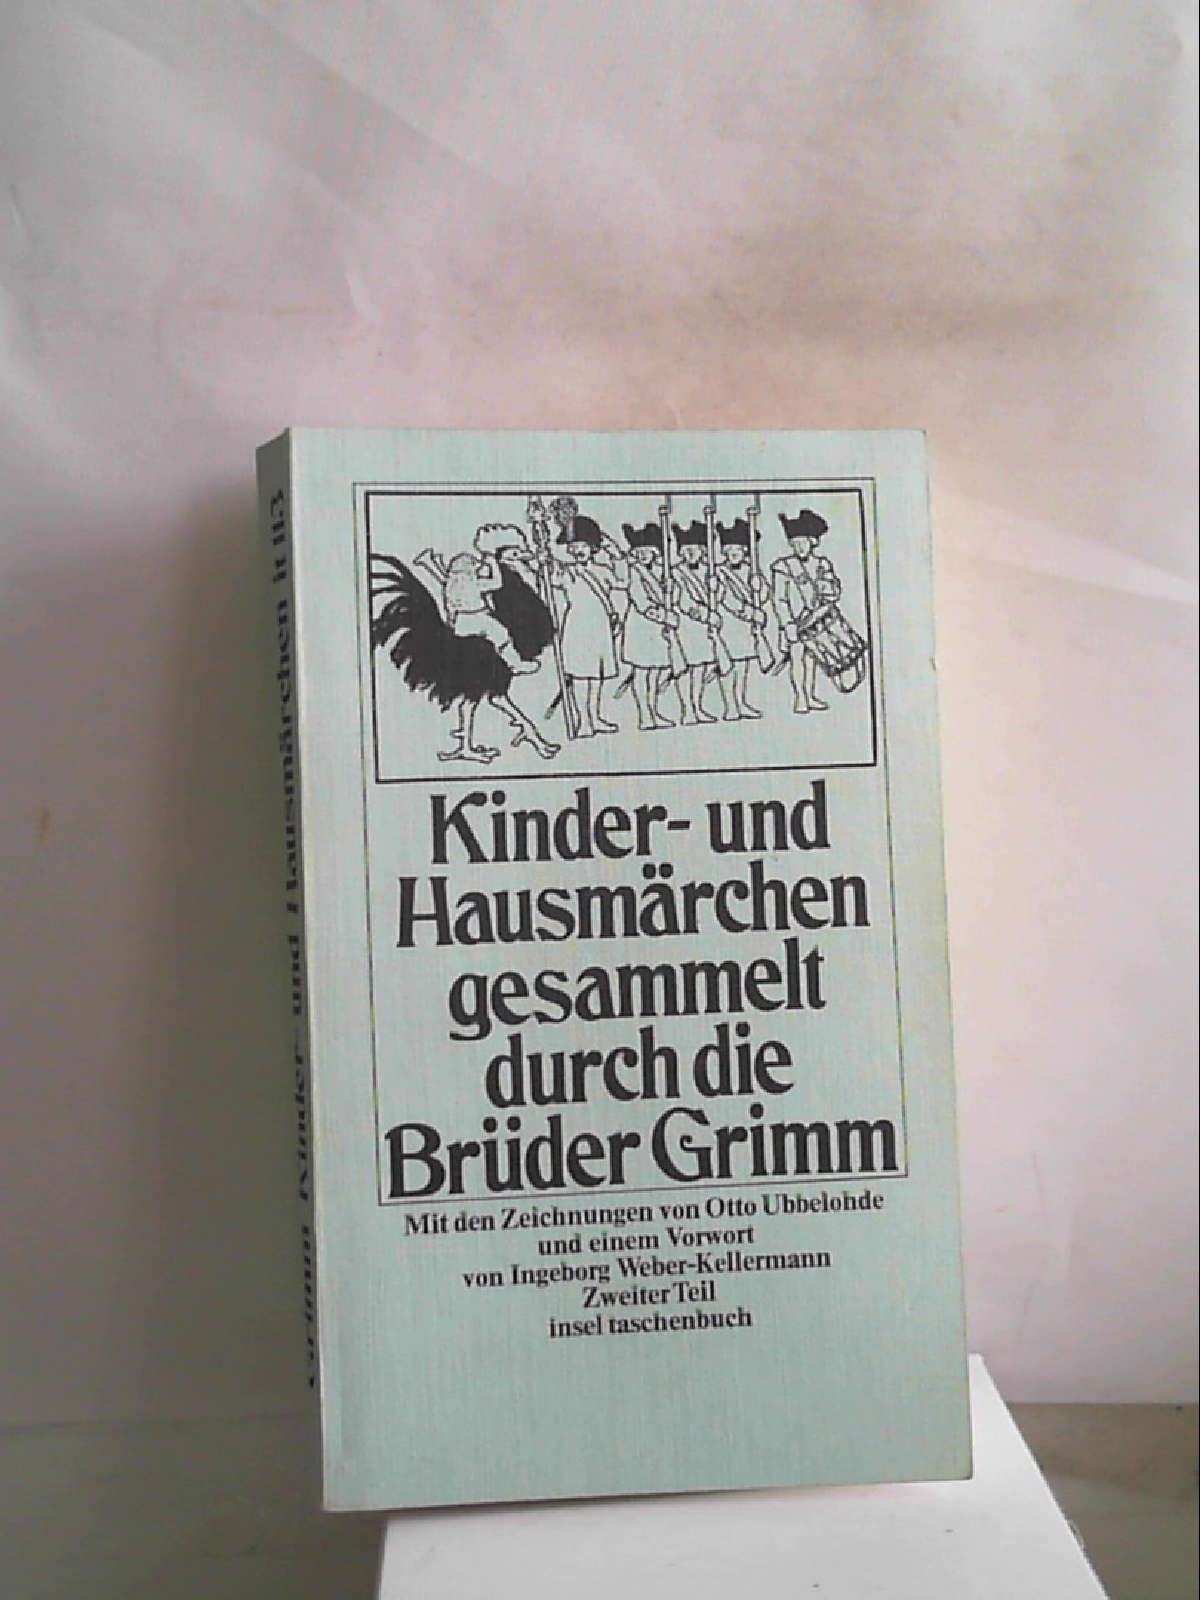 Kinder- und
Hausmärchen
gesammelt
durch die
Brüder Grimm
Mit den Zeichnungen von Otto Ubbelohde
und einem Vorwort
von Ingeborg Weber-Kellermann
Zweiter Teil
insel taschenbuch
Grimm Kinder- und Hausmärchen it 113